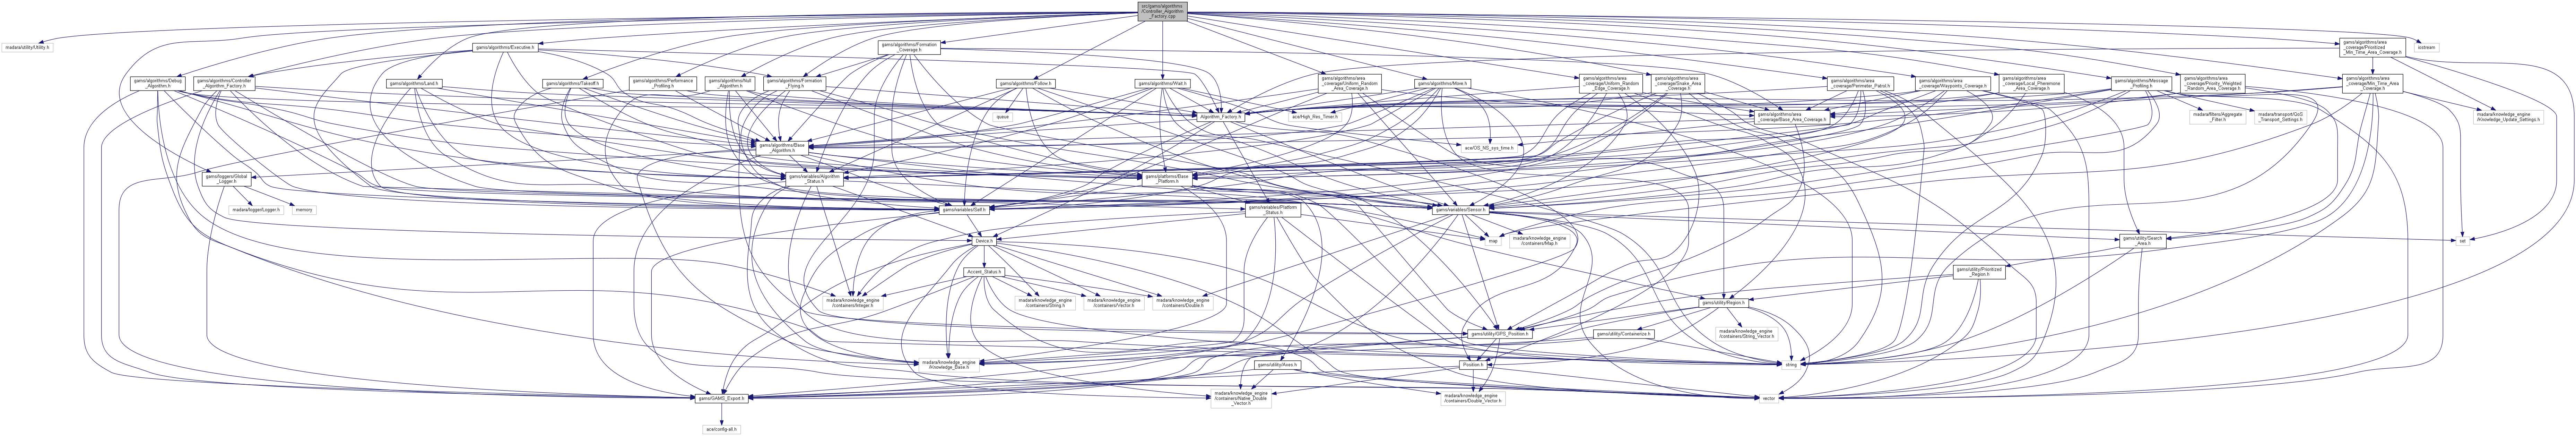 src/gams/algorithms
/Controller_Algorithm
_Factory.cpp
madara/utility/Utility.h
gams/algorithms/Executive.h
gams/algorithms/Formation
_Coverage.h
gams/algorithms/area
_coverage/Prioritized
_Min_Time_Area_Coverage.h
iostream
gams/algorithms/Debug
_Algorithm.h
gams/algorithms/Controller
_Algorithm_Factory.h
gams/algorithms/Land.h
gams/algorithms/Takeoff.h
gams/algorithms/Performance
_Profiling.h
gams/algorithms/Null
_Algorithm.h
gams/algorithms/Formation
_Flying.h
gams/algorithms/Follow.h
gams/algorithms/Wait.h
gams/algorithms/area
_coverage/Uniform_Random
_Area_Coverage.h
gams/algorithms/Move.h
gams/algorithms/area
_coverage/Uniform_Random
_Edge_Coverage.h
gams/algorithms/area
_coverage/Snake_Area
_Coverage.h
gams/algorithms/area
_coverage/Perimeter_Patrol.h
gams/algorithms/area
_coverage/Waypoints_Coverage.h
gams/algorithms/area
_coverage/Local_Pheremone
_Area_Coverage.h
gams/algorithms/Message
_Profiling.h
gams/algorithms/area
_coverage/Priority_Weighted
_Random_Area_Coverage.h
gams/algorithms/area
_coverage/Min_Time_Area
_Coverage.h
queue
Algorithm_Factory.h
ace/High_Res_Timer.h
gams/algorithms/area
_coverage/Base_Area_Coverage.h
madara/filters/Aggregate
_Filter.h
madara/transport/QoS
_Transport_Settings.h
madara/knowledge_engine
/Knowledge_Update_Settings.h
gams/algorithms/Base
_Algorithm.h
ace/OS_NS_sys_time.h
gams/loggers/Global
_Logger.h
gams/variables/Algorithm
_Status.h
gams/platforms/Base
_Platform.h
madara/logger/Logger.h
memory
gams/variables/Self.h
gams/variables/Platform
_Status.h
gams/variables/Sensor.h
Device.h
map
madara/knowledge_engine
/containers/Map.h
gams/utility/Search
_Area.h
set
Accent_Status.h
gams/utility/Prioritized
_Region.h
madara/knowledge_engine
/containers/Integer.h
madara/knowledge_engine
/containers/String.h
madara/knowledge_engine
/containers/Vector.h
madara/knowledge_engine
/containers/Double.h
gams/utility/Region.h
gams/utility/GPS_Position.h
gams/utility/Containerize.h
madara/knowledge_engine
/containers/String_Vector.h
madara/knowledge_engine
/Knowledge_Base.h
gams/utility/Axes.h
Position.h
string
gams/GAMS_Export.h
madara/knowledge_engine
/containers/Native_Double
_Vector.h
madara/knowledge_engine
/containers/Double_Vector.h
vector
ace/config-all.h